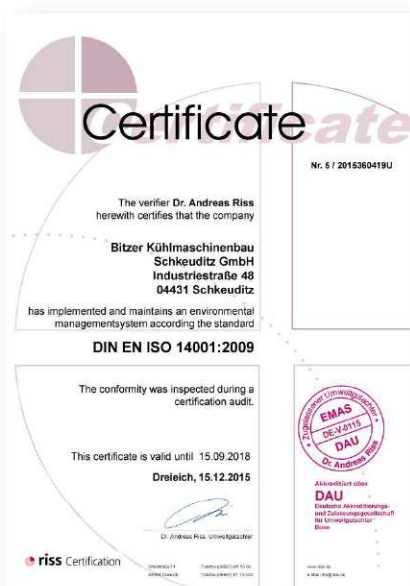 Certificate
Certificate
Nr. 5 / 2015360419U
The verifier Dr. Andreas Riss
herewith certifies that the company
Bitzer Kühlmaschinenbau
Schkeuditz GmbH
Industriestraße 48
04431 Schkeuditz
has implemented and maintains an environmental
managementsystem according the standard
DIN EN ISO 14001:2009
The conformity was inspected during a
certification audit.
This certificate is valid until 15.09.2018
Dreieich, 15.12.2015
Dr. Andreas Riss, Umweltgutachter
Zugelassener Umweltgutachter
EMAS
DE-V-0115
DAU
Dr. Andreas Riss
Akkreditiert über
DAU
Deutsche Akkreditierungs-
und Zulassungsgesellschaft
für Umweltgutachter
Bonn
riss Certification